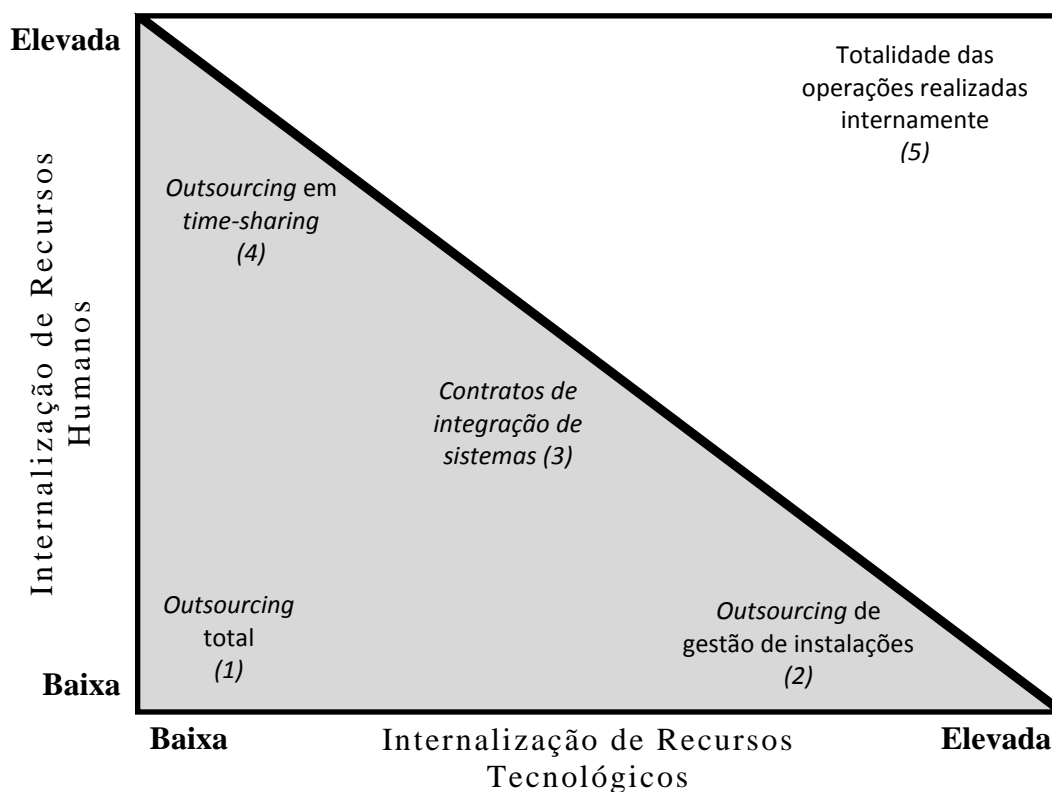 Elevada
Totalidade das
operações realizadas
internamente
(5)
Outsourcing em
time-sharing
(4)
Internalização de Recursos
Humanos
Contratos de
integração de
sistemas (3)
Outsourcing
total
(1)
Outsourcing de
gestão de instalações
(2)
Baixa
Baixa
Internalização de Recursos
Tecnológicos
Elevada